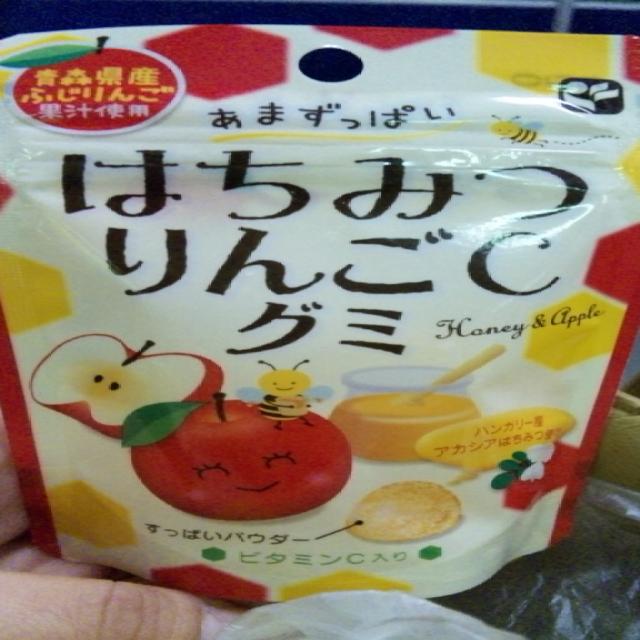 青森県産
ふじりんご
果汁使用
あまずっぱい
はちみつ
りんごC
グミ
Honey & Apple
ハンガリー産
アカシアはちみつ使用
すっぱいパウダー
ビタミンC入り